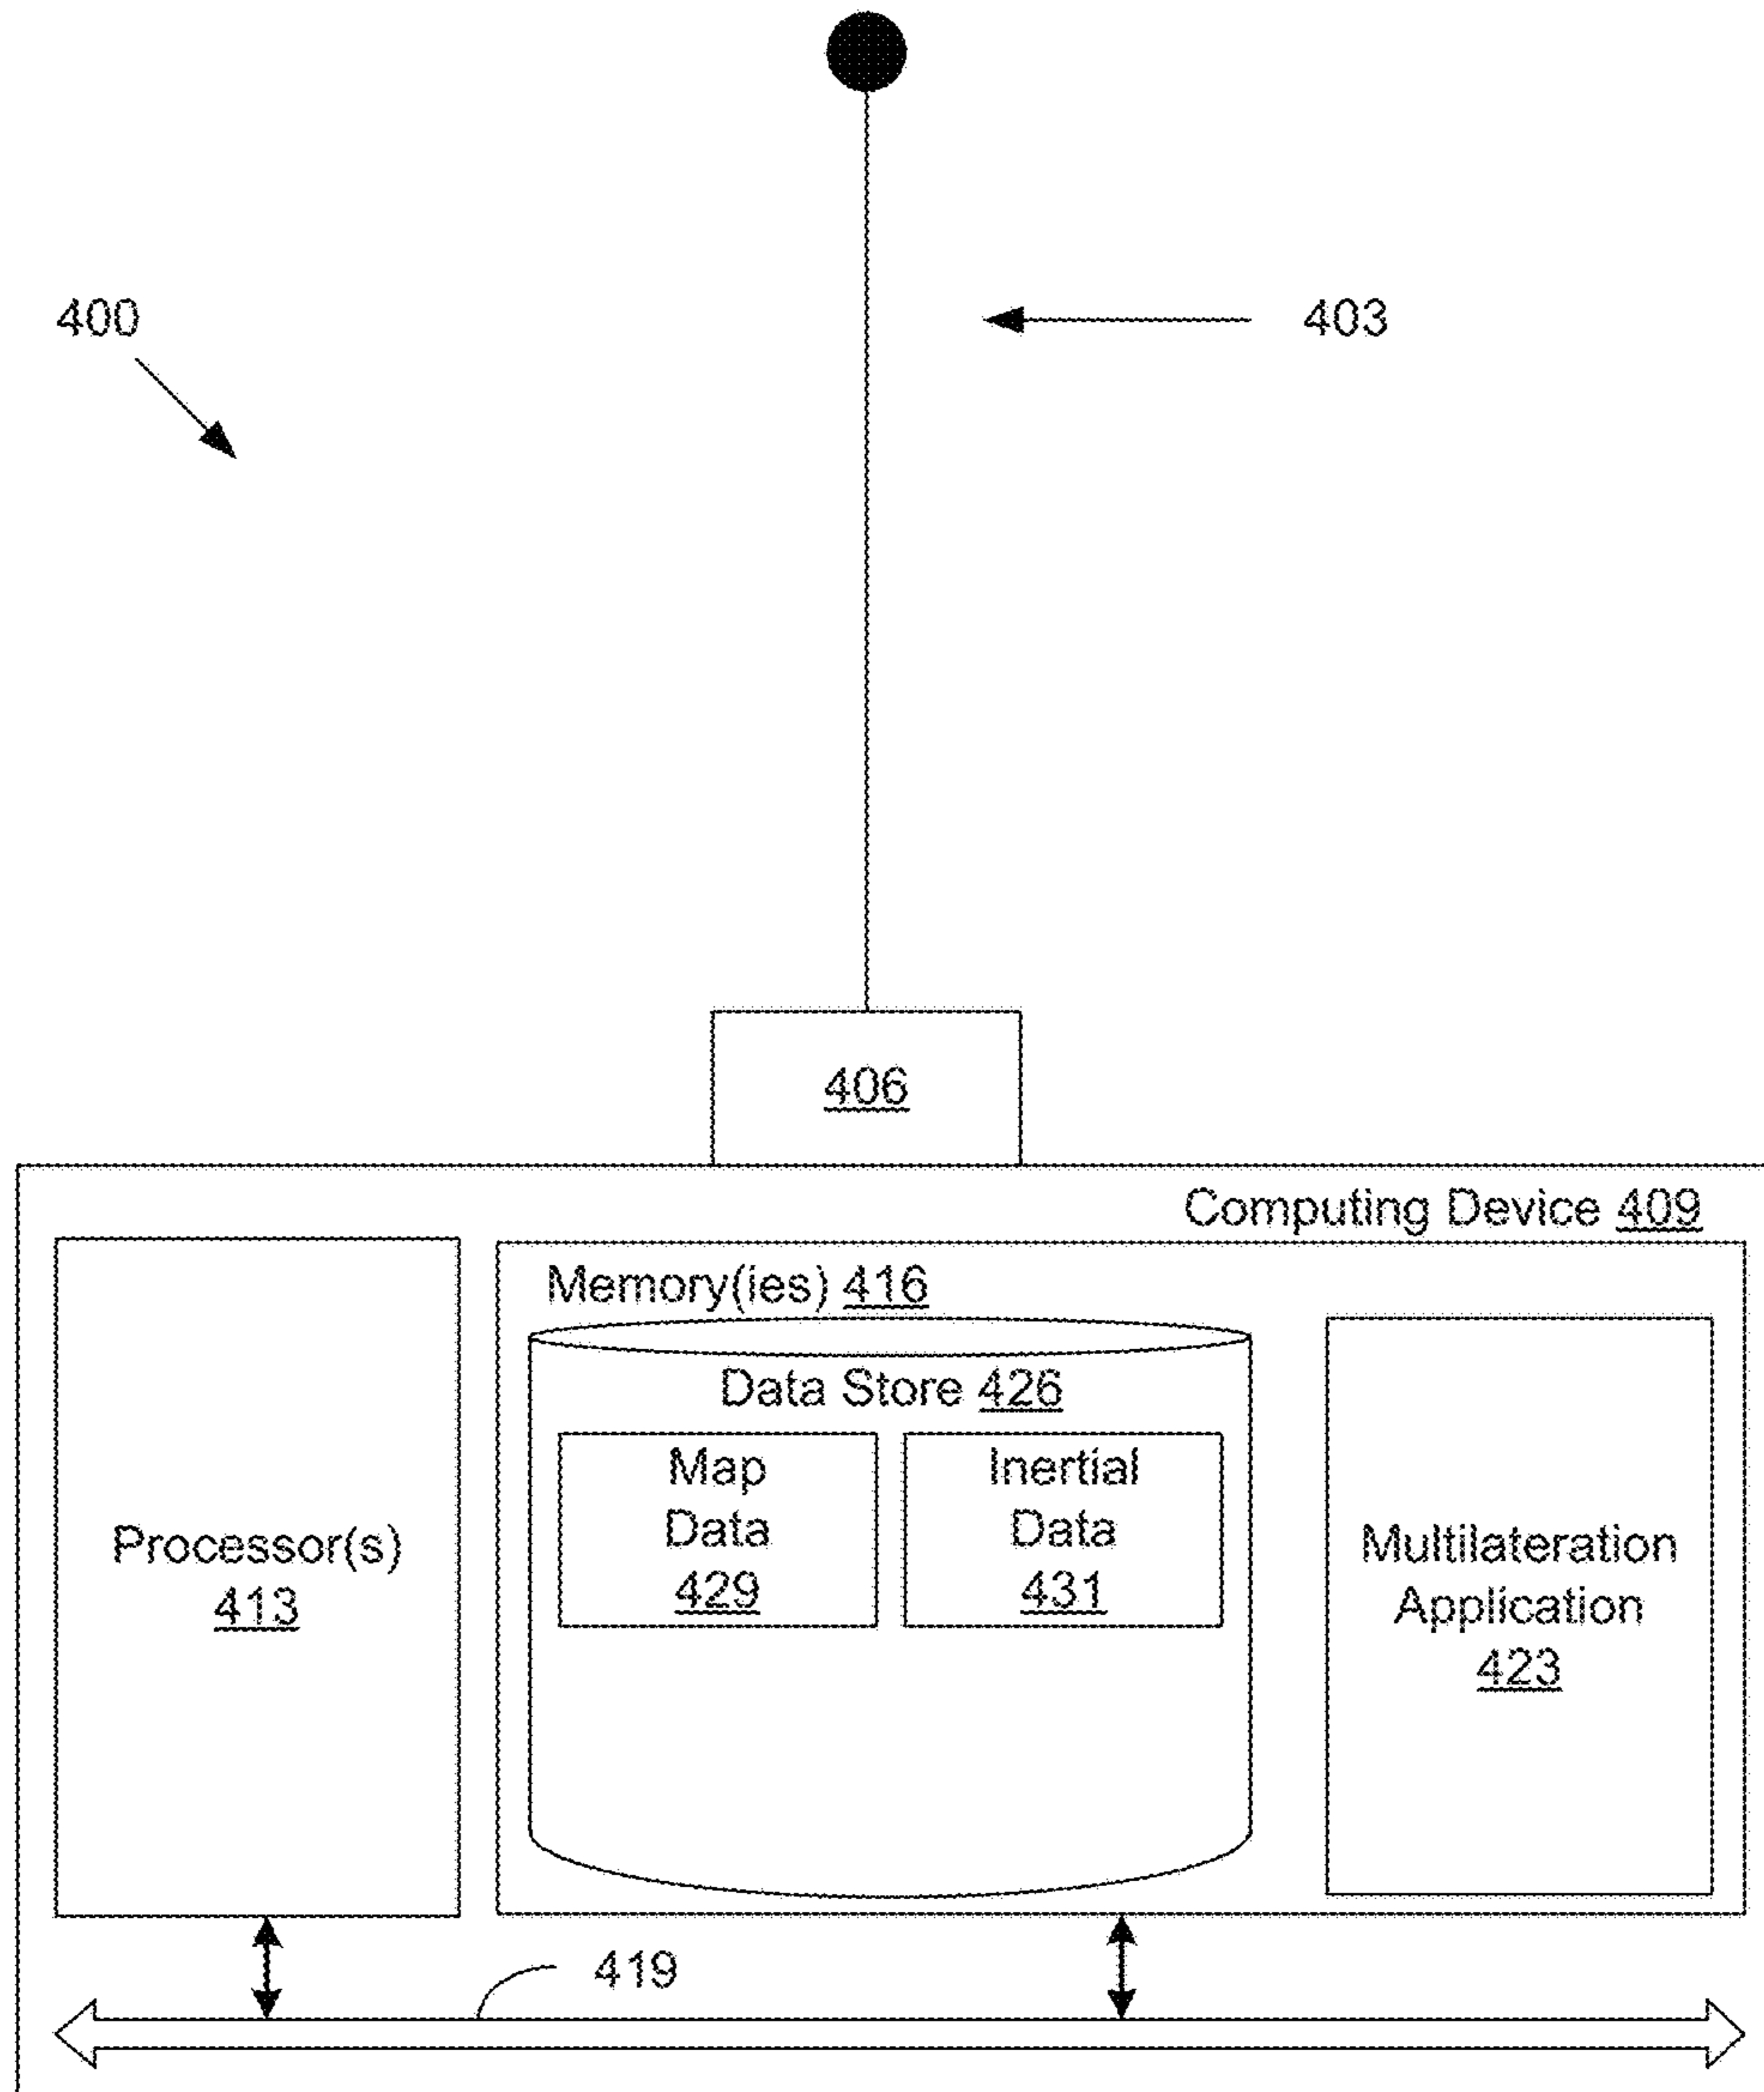 400
403
406
Computing Device 409
Memory(ies) 416
Data Store 426
Map
Data
429
Inertial
Data
431
Processor(s)
413
Multilateration
Application
423
419